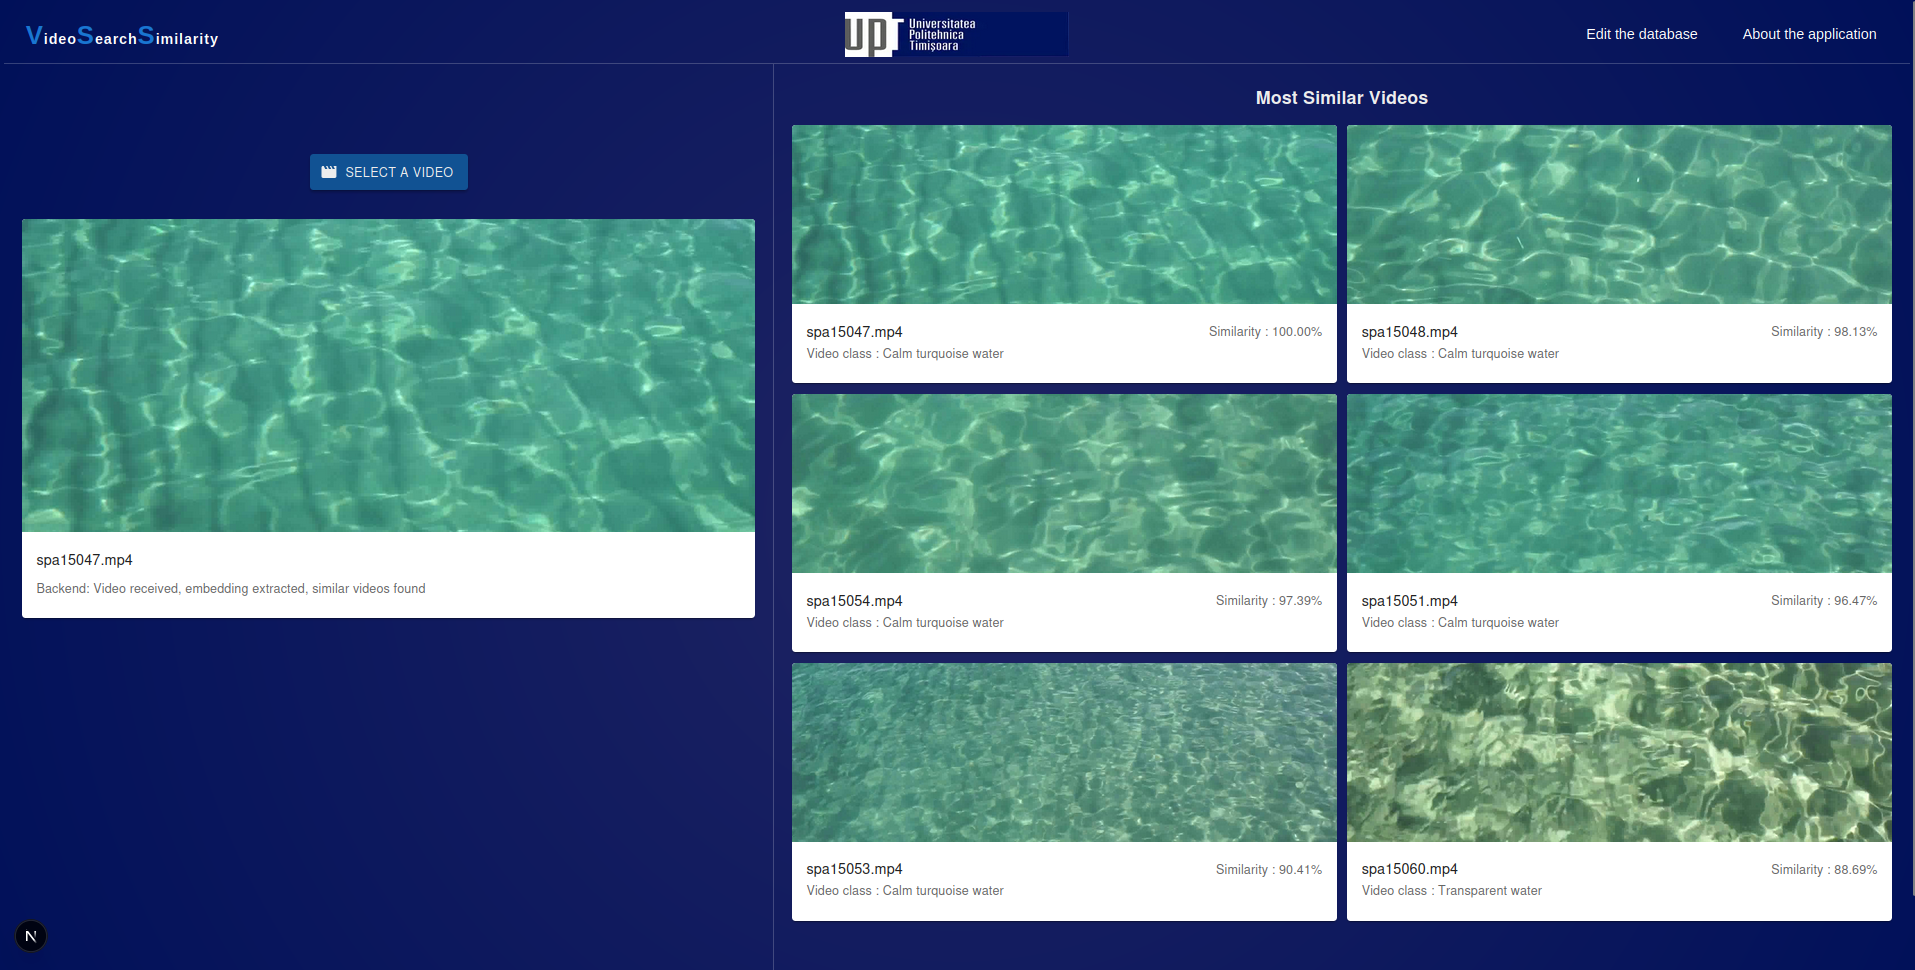 VideoSearchSimilarity
upt
Universitatea
Politehnica
Timișoara
Edit the database
About the application
SELECT A VIDEO
spa15047.mp4
Backend: Video received, embedding extracted, similar videos found
Most Similar Videos
spa15047.mp4 Similarity : 100.00%
Video class : Calm turquoise water
spa15048.mp4 Similarity : 98.13%
Video class : Calm turquoise water
spa15054.mp4 Similarity : 97.39%
Video class : Calm turquoise water
spa15051.mp4 Similarity : 96.47%
Video class : Calm turquoise water
spa15053.mp4 Similarity : 90.41%
Video class : Calm turquoise water
spa15060.mp4 Similarity : 88.69%
Video class : Transparent water
N